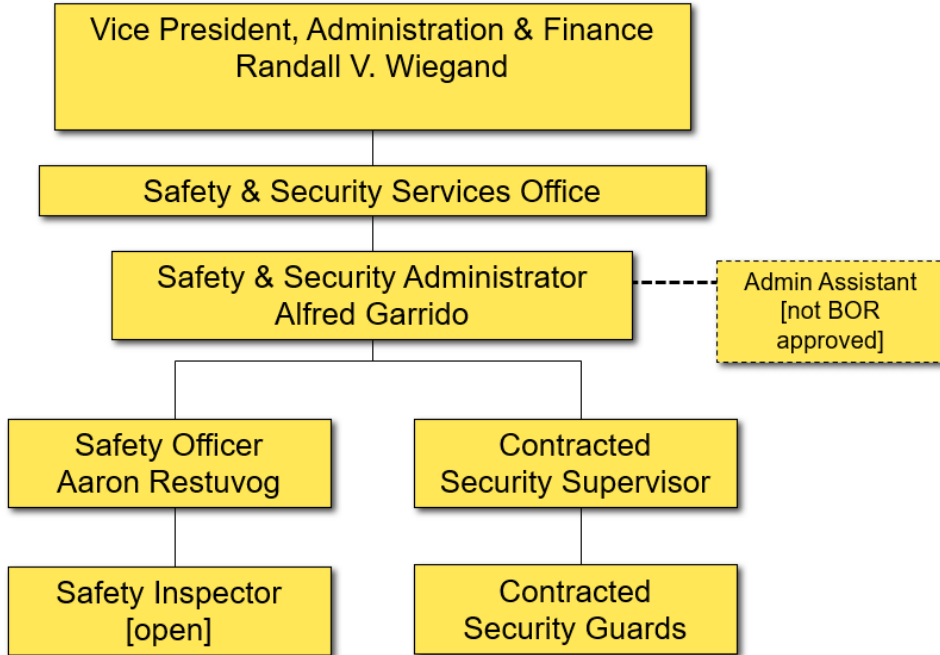 Vice President, Administration & Finance
Randall V. Wiegand
Safety & Security Services Office
Safety & Security Administrator
Alfred Garrido
Admin Assistant
[not BOR
approved]
Safety Officer
Aaron Restuvog
Contracted
Security Supervisor
Safety Inspector
[open]
Contracted
Security Guards